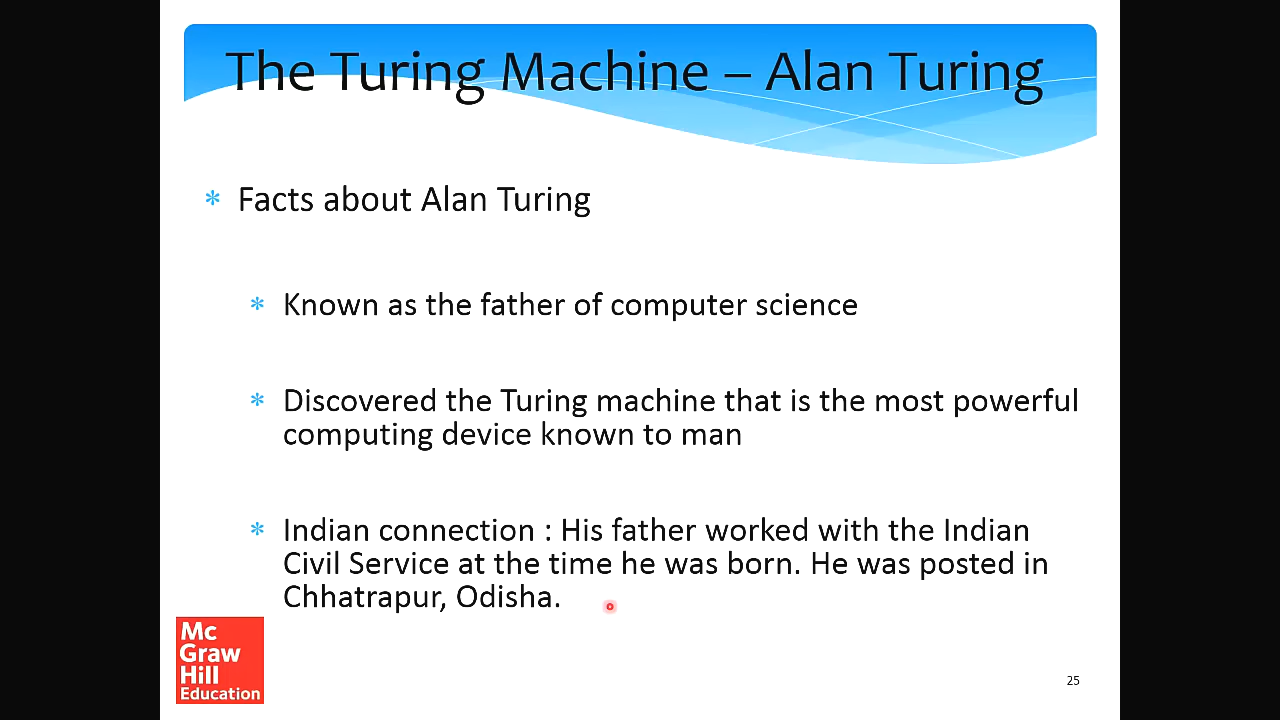 The Turing Machine – Alan Turing
* Facts about Alan Turing
* Known as the father of computer science
* Discovered the Turing machine that is the most powerful
computing device known to man
* Indian connection : His father worked with the Indian
Civil Service at the time he was born. He was posted in
Chhatrapur, Odisha.
Mc
Graw
Hill
Education
25